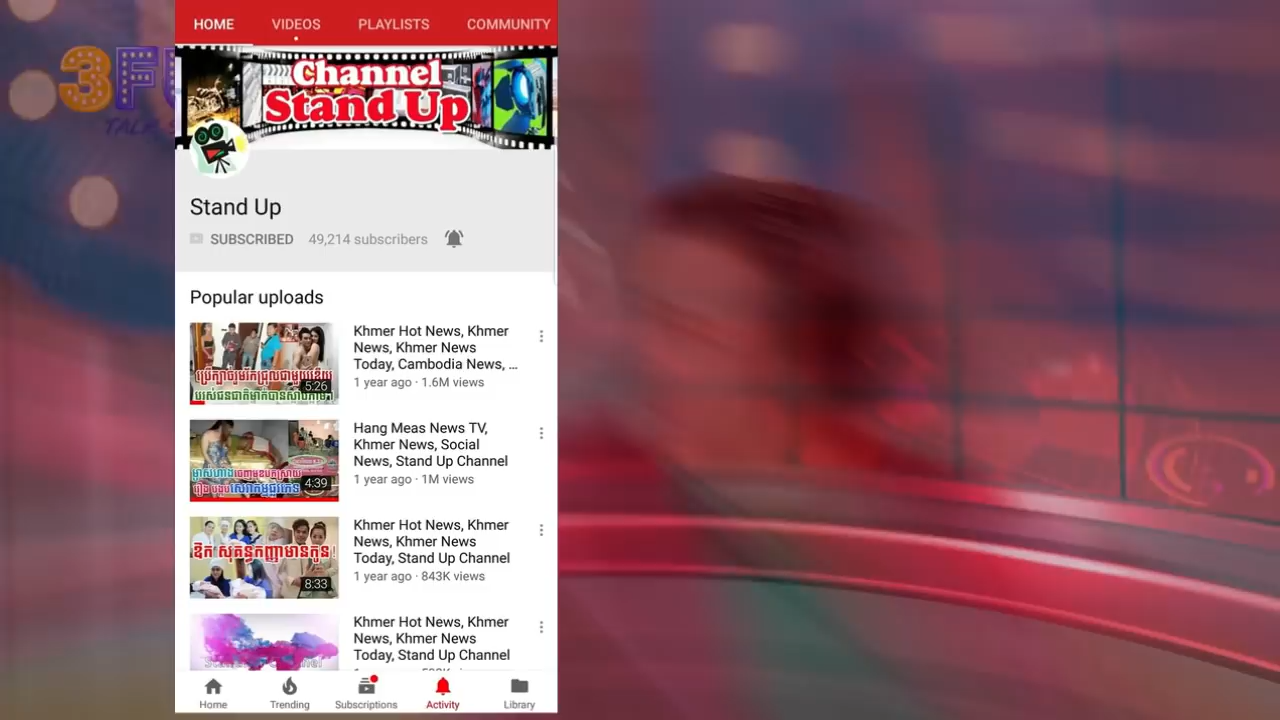 3FU
TALK S
HOME VIDEOS PLAYLISTS COMMUNITY
Channel
Stand Up
Stand Up
SUBSCRIBED 49,214 subscribers
Popular uploads
Khmer Hot News, Khmer
News, Khmer News
Today, Cambodia News, ...
1 year ago · 1.6M views
5:26
Hang Meas News TV,
Khmer News, Social
News, Stand Up Channel
1 year ago · 1M views
4:39
Khmer Hot News, Khmer
News, Khmer News
Today, Stand Up Channel
1 year ago · 843K views
8:33
Khmer Hot News, Khmer
News, Khmer News
Today, Stand Up Channel
Home Trending Subscriptions Activity Library